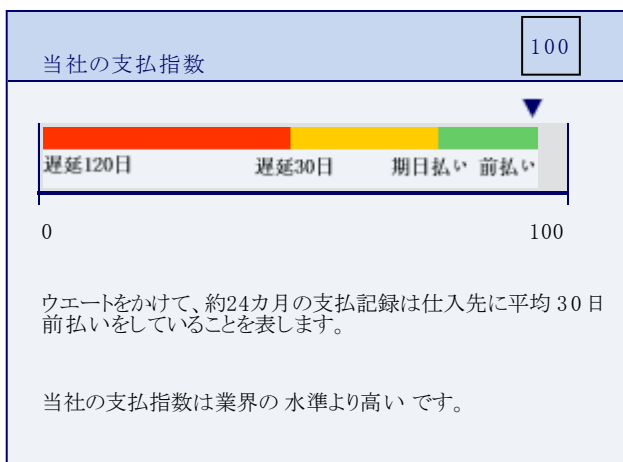 当社の支払指数
100
遅延120日 遅延30日 期日払い 前払い
0 100
ウエートをかけて、約24カ月の支払記録は仕入先に平均 30 日
前払いをしていることを表します。
当社の支払指数は業界の 水準より高い です。